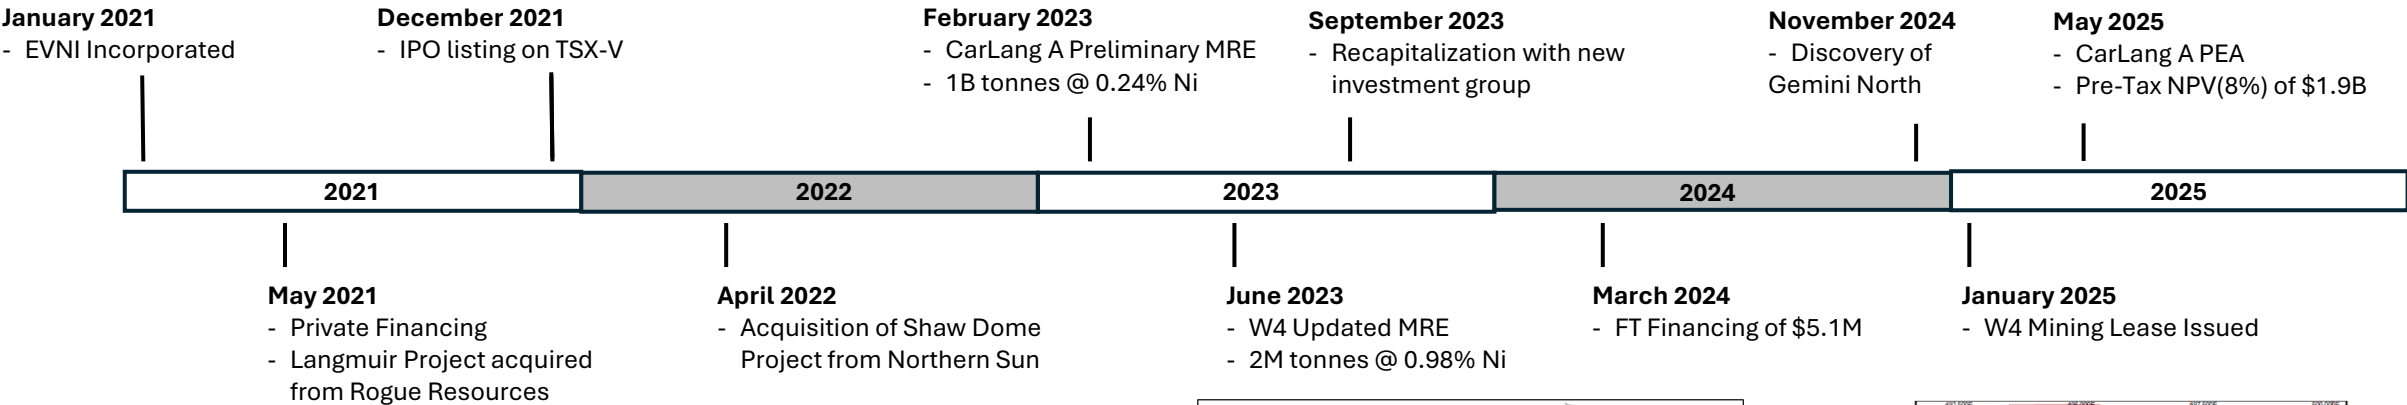 January 2021
- EVNI Incorporated
December 2021
- IPO listing on TSX-V
February 2023
- CarLang A Preliminary MRE
- 1B tonnes @ 0.24% Ni
September 2023
- Recapitalization with new
investment group
November 2024
- Discovery of
Gemini North
May 2025
- CarLang A PEA
- Pre-Tax NPV(8%) of $1.9B
2021
2022
2023
2024
2025
May 2021
- Private Financing
- Langmuir Project acquired
from Rogue Resources
April 2022
- Acquisition of Shaw Dome
Project from Northern Sun
June 2023
- W4 Updated MRE
- 2M tonnes @ 0.98% Ni
March 2024
- FT Financing of $5.1M
January 2025
- W4 Mining Lease Issued